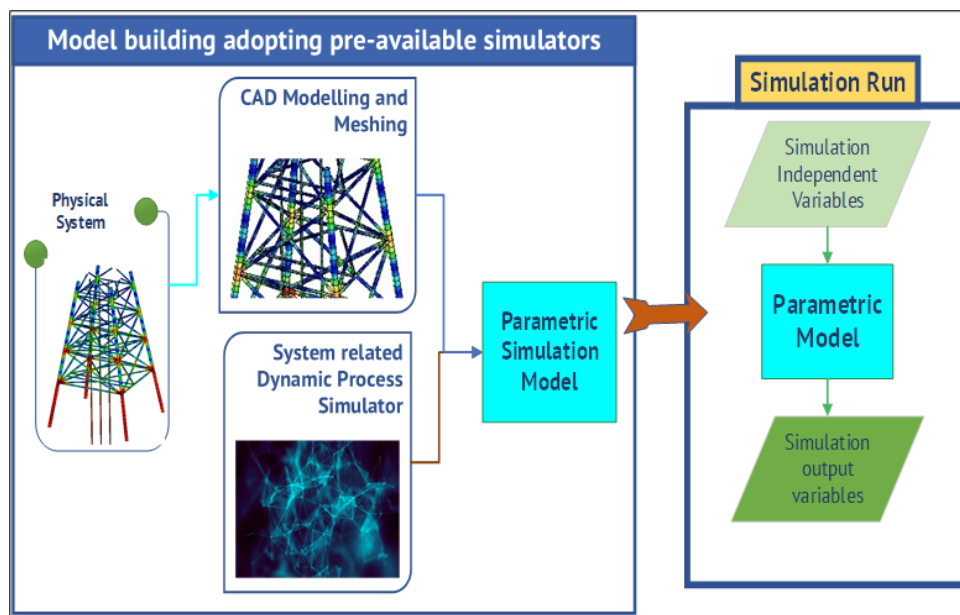 Model building adopting pre-available simulators
CAD Modelling and
Meshing
Physical
System
System related
Dynamic Process
Simulator
Parametric
Simulation
Model
Simulation Run
Simulation
Independent
Variables
Parametric
Model
Simulation
output
variables